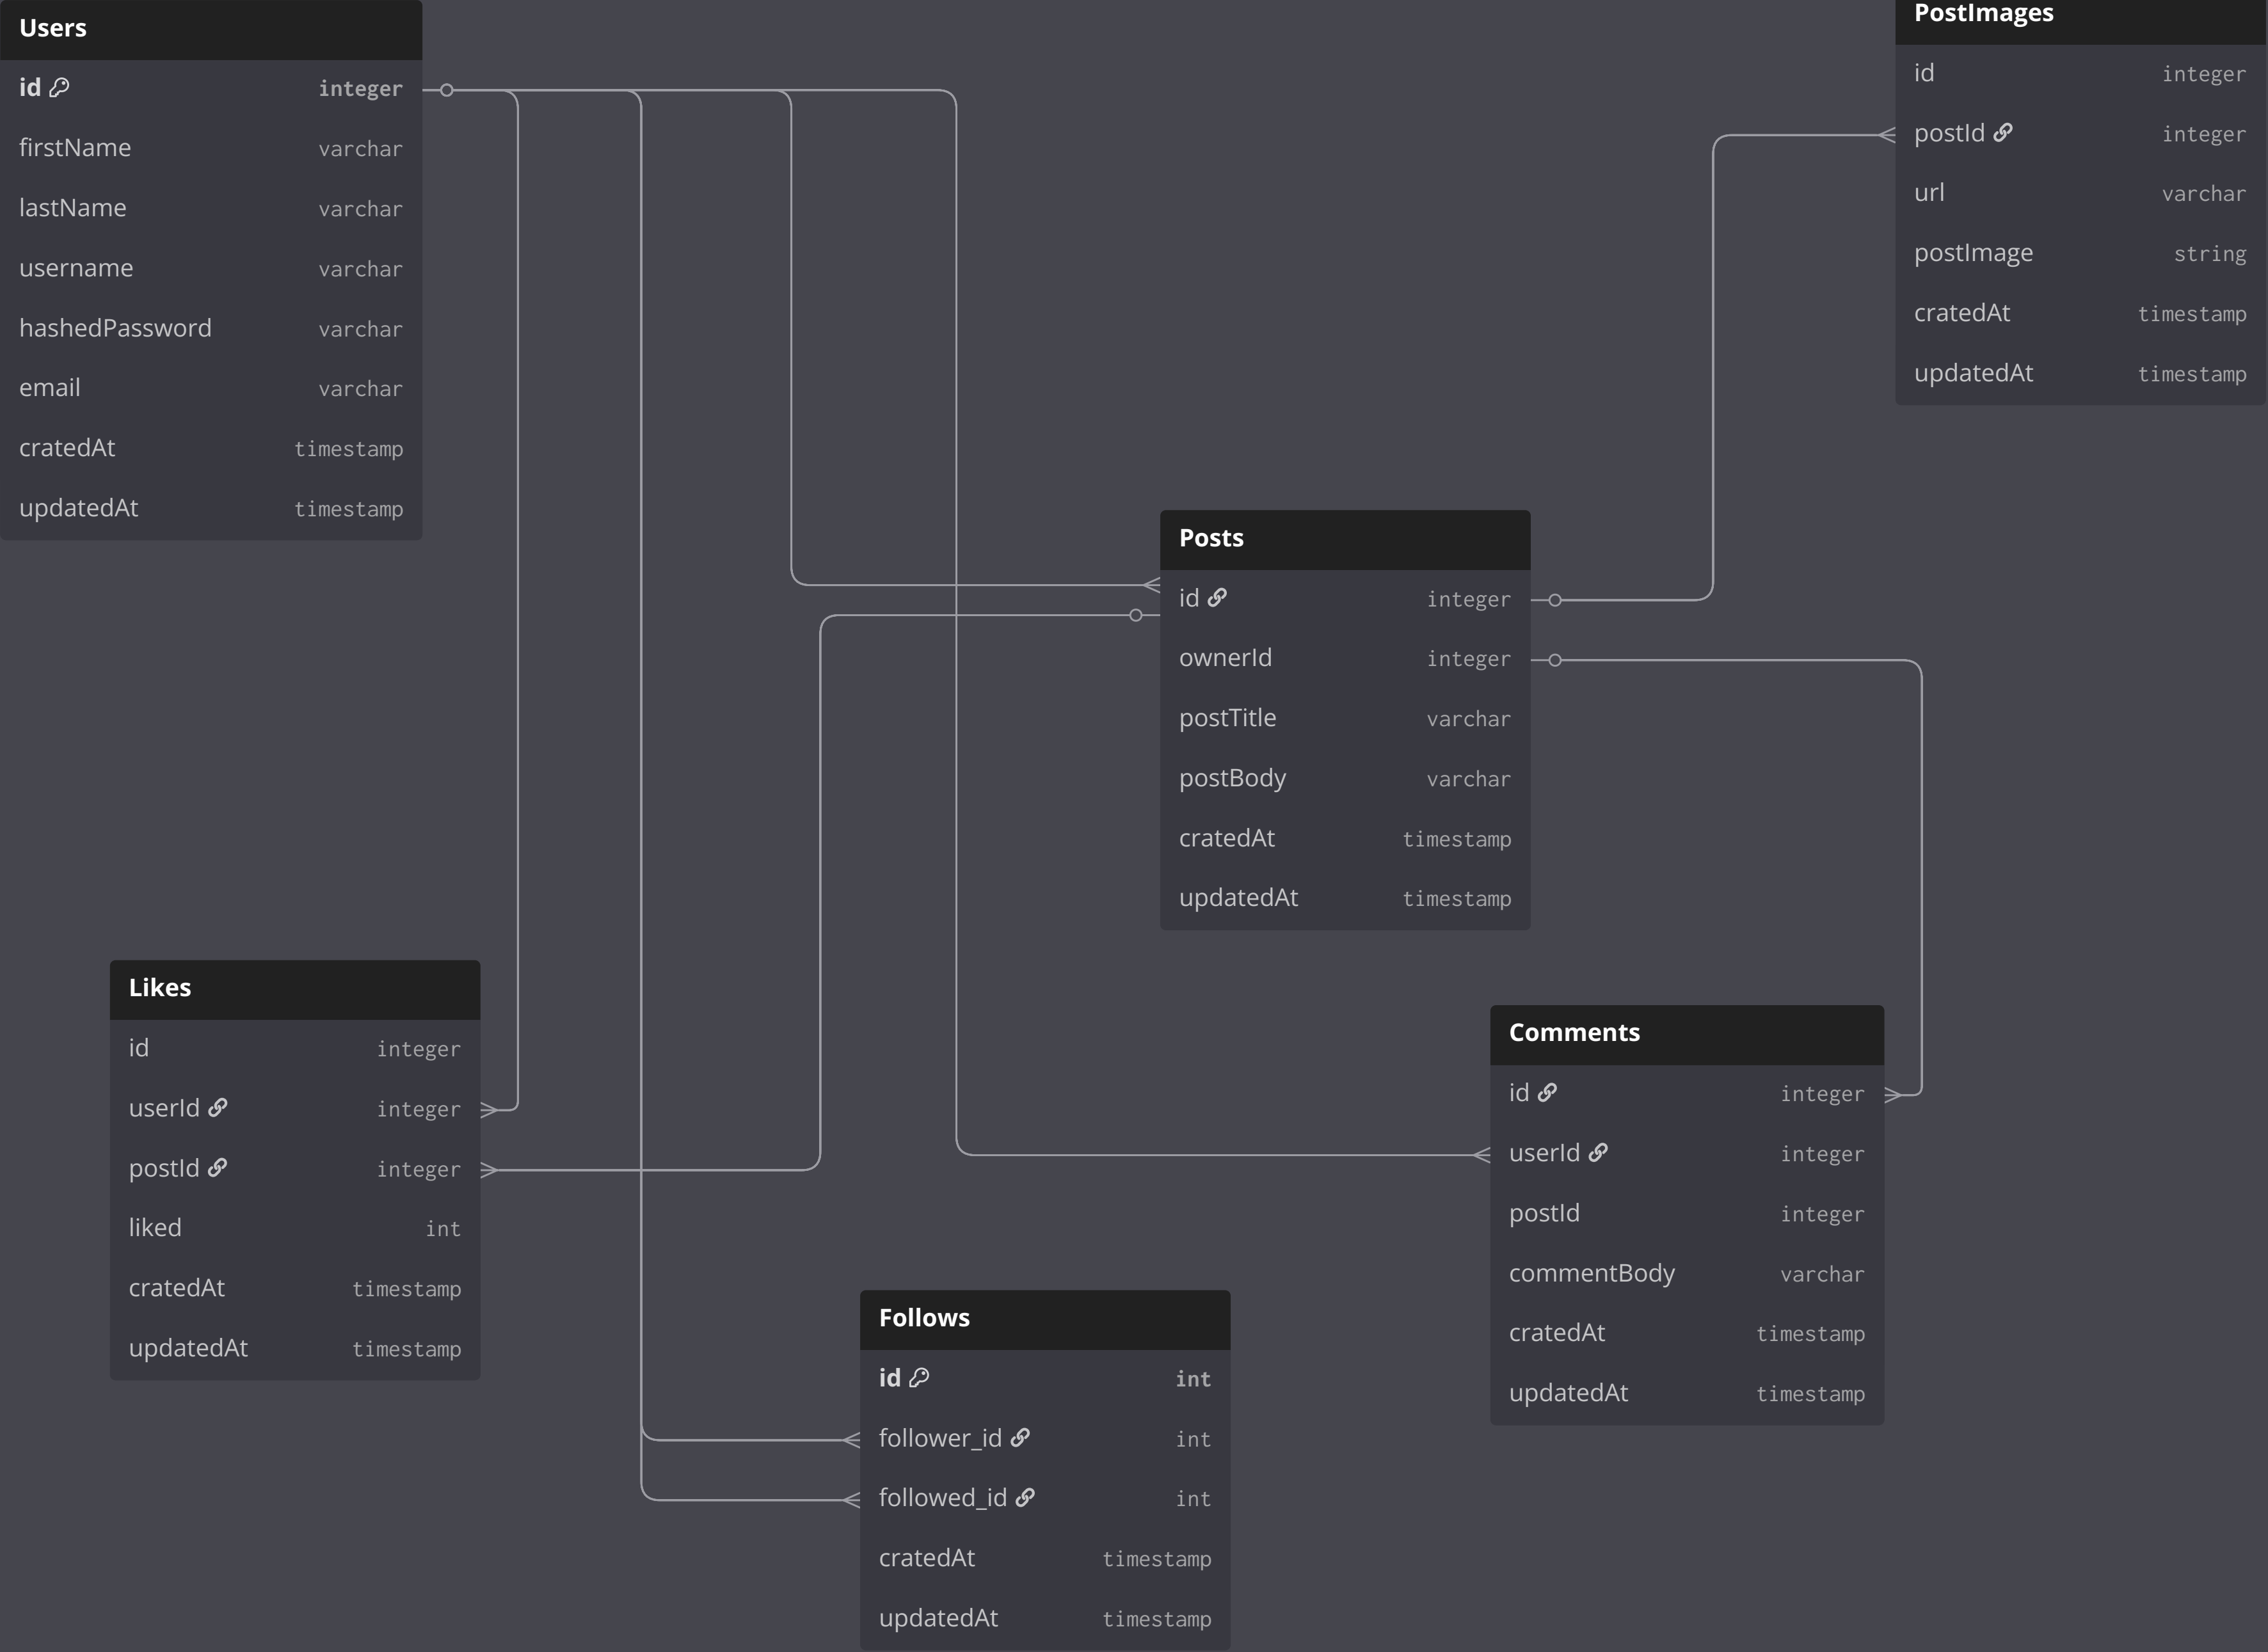 Users
id integer
firstName varchar
lastName varchar
username varchar
hashedPassword varchar
email varchar
cratedAt timestamp
updatedAt timestamp
PostImages
id integer
postId integer
url varchar
postImage string
cratedAt timestamp
updatedAt timestamp
Posts
id integer
ownerId integer
postTitle varchar
postBody varchar
cratedAt timestamp
updatedAt timestamp
Likes
id integer
userId integer
postId integer
liked int
cratedAt timestamp
updatedAt timestamp
Comments
id integer
userId integer
postId integer
commentBody varchar
cratedAt timestamp
updatedAt timestamp
Follows
id int
follower_id int
followed_id int
cratedAt timestamp
updatedAt timestamp